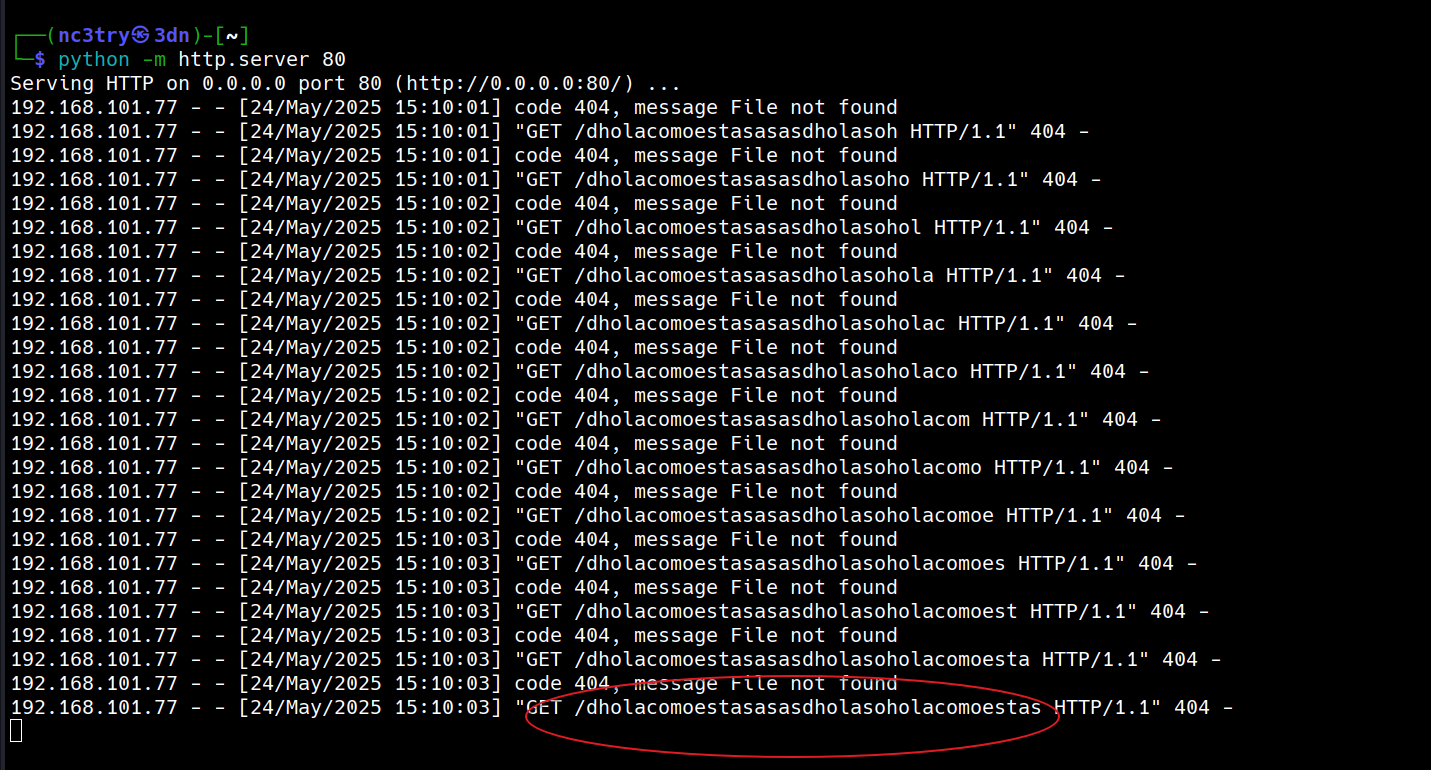 ┌──(nc3try㉿3dn)-[~]
└─$ python -m http.server 80
Serving HTTP on 0.0.0.0 port 80 (http://0.0.0.0:80/) ...
192.168.101.77 - - [24/May/2025 15:10:01] code 404, message File not found
192.168.101.77 - - [24/May/2025 15:10:01] "GET /dholacomoestasasasdholasoh HTTP/1.1" 404 -
192.168.101.77 - - [24/May/2025 15:10:01] code 404, message File not found
192.168.101.77 - - [24/May/2025 15:10:01] "GET /dholacomoestasasasdholasoho HTTP/1.1" 404 -
192.168.101.77 - - [24/May/2025 15:10:02] code 404, message File not found
192.168.101.77 - - [24/May/2025 15:10:02] "GET /dholacomoestasasasdholasohol HTTP/1.1" 404 -
192.168.101.77 - - [24/May/2025 15:10:02] code 404, message File not found
192.168.101.77 - - [24/May/2025 15:10:02] "GET /dholacomoestasasasdholasohola HTTP/1.1" 404 -
192.168.101.77 - - [24/May/2025 15:10:02] code 404, message File not found
192.168.101.77 - - [24/May/2025 15:10:02] "GET /dholacomoestasasasdholasoholac HTTP/1.1" 404 -
192.168.101.77 - - [24/May/2025 15:10:02] code 404, message File not found
192.168.101.77 - - [24/May/2025 15:10:02] "GET /dholacomoestasasasdholasoholaco HTTP/1.1" 404 -
192.168.101.77 - - [24/May/2025 15:10:02] code 404, message File not found
192.168.101.77 - - [24/May/2025 15:10:02] "GET /dholacomoestasasasdholasoholacom HTTP/1.1" 404 -
192.168.101.77 - - [24/May/2025 15:10:02] code 404, message File not found
192.168.101.77 - - [24/May/2025 15:10:02] "GET /dholacomoestasasasdholasoholacomo HTTP/1.1" 404 -
192.168.101.77 - - [24/May/2025 15:10:02] code 404, message File not found
192.168.101.77 - - [24/May/2025 15:10:02] "GET /dholacomoestasasasdholasoholacomoe HTTP/1.1" 404 -
192.168.101.77 - - [24/May/2025 15:10:03] code 404, message File not found
192.168.101.77 - - [24/May/2025 15:10:03] "GET /dholacomoestasasasdholasoholacomoes HTTP/1.1" 404 -
192.168.101.77 - - [24/May/2025 15:10:03] code 404, message File not found
192.168.101.77 - - [24/May/2025 15:10:03] "GET /dholacomoestasasasdholasoholacomoest HTTP/1.1" 404 -
192.168.101.77 - - [24/May/2025 15:10:03] code 404, message File not found
192.168.101.77 - - [24/May/2025 15:10:03] "GET /dholacomoestasasasdholasoholacomoesta HTTP/1.1" 404 -
192.168.101.77 - - [24/May/2025 15:10:03] code 404, message File not found
192.168.101.77 - - [24/May/2025 15:10:03] "GET /dholacomoestasasasdholasoholacomoestas HTTP/1.1" 404 -